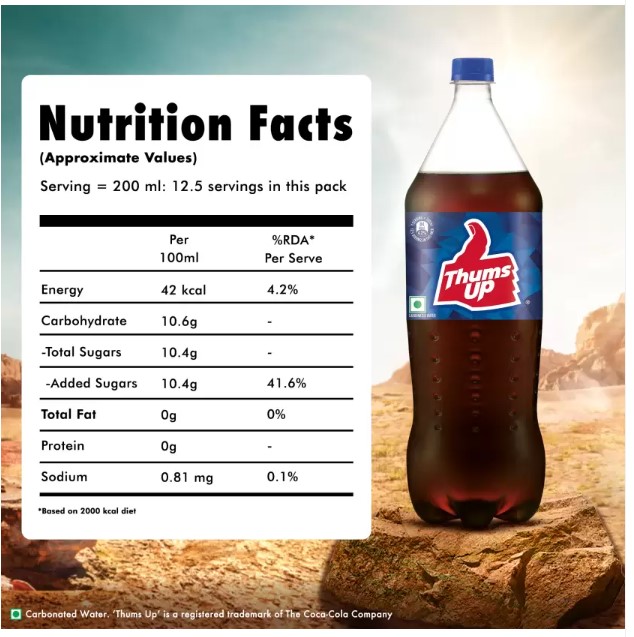 Nutrition Facts
(Approximate Values)
Serving = 200 ml: 12.5 servings in this pack
Per 100ml %RDA* Per Serve
Energy 42 kcal 4.2%
Carbohydrate 10.6g -
-Total Sugars 10.4g -
-Added Sugars 10.4g 41.6%
Total Fat 0g 0%
Protein 0g -
Sodium 0.81 mg 0.1%
*Based on 2000 kcal diet
Thums
Up
®
Carbonated Water. 'Thums Up' is a registered trademark of The Coca-Cola Company